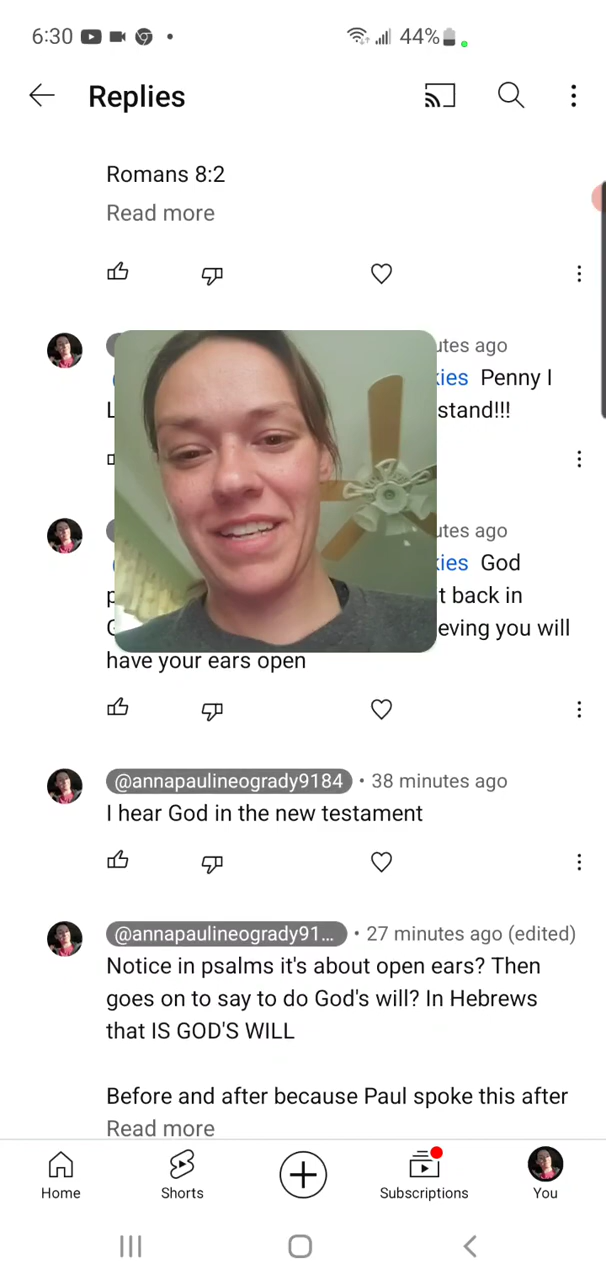 6:30
44%
Replies
Romans 8:2
Read more
utes ago
Penny I
stand!!!
utes ago
God
t back in
eving you will
have your ears open
@annapaulineogrady9184 • 38 minutes ago
I hear God in the new testament
@annapaulineogrady91... • 27 minutes ago (edited)
Notice in psalms it's about open ears? Then
goes on to say to do God's will? In Hebrews
that IS GOD'S WILL
Before and after because Paul spoke this after
Read more
Home
Shorts
Subscriptions
You